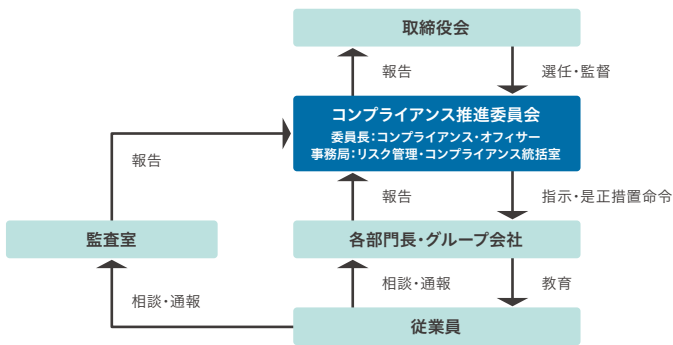 取締役会
報告
選任・監督
コンプライアンス推進委員会
委員長：コンプライアンス・オフィサー
事務局：リスク管理・コンプライアンス統括室
報告
報告
指示・是正措置命令
監査室
各部門長・グループ会社
相談・通報
相談・通報
教育
従業員